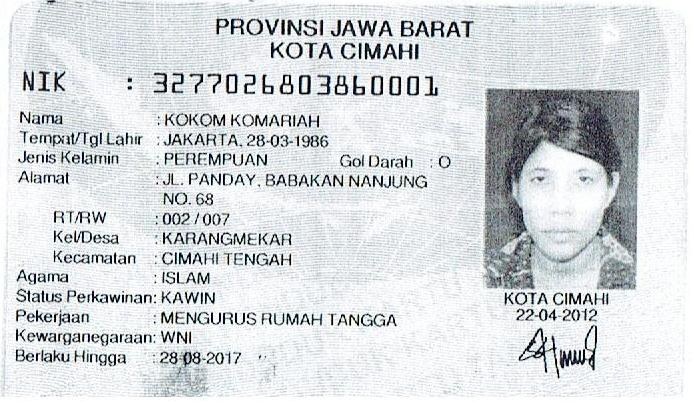 PROVINSI JAWA BARAT
KOTA CIMAHI
NIK : 3277026803860001
Nama : KOKOM KOMARIAH
Tempat/Tgl Lahir : JAKARTA, 28-03-1986
Jenis Kelamin : PEREMPUAN Gol Darah : O
Alamat : JL. PANDAY, BABAKAN NANJUNG
NO. 68
RT/RW : 002 / 007
Kel/Desa : KARANGMEKAR
Kecamatan : CIMAHI TENGAH
Agama : ISLAM
Status Perkawinan: KAWIN
Pekerjaan : MENGURUS RUMAH TANGGA
Kewarganegaraan: WNI
Berlaku Hingga : 28-08-2017
KOTA CIMAHI
22-04-2012